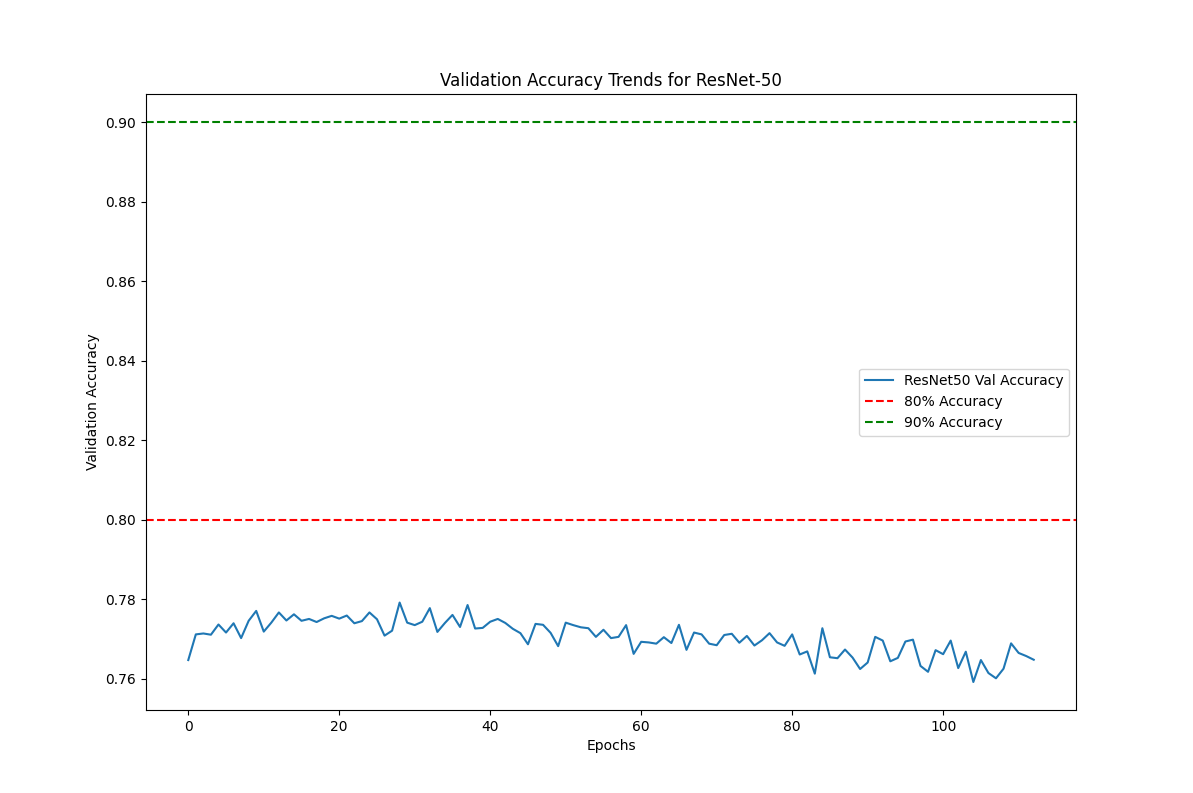 Validation Accuracy Trends for ResNet-50
0.90
0.88
0.86
0.84
0.82
0.80
0.78
0.76
Validation Accuracy
ResNet50 Val Accuracy
80% Accuracy
90% Accuracy
0 20 40 60 80 100
Epochs